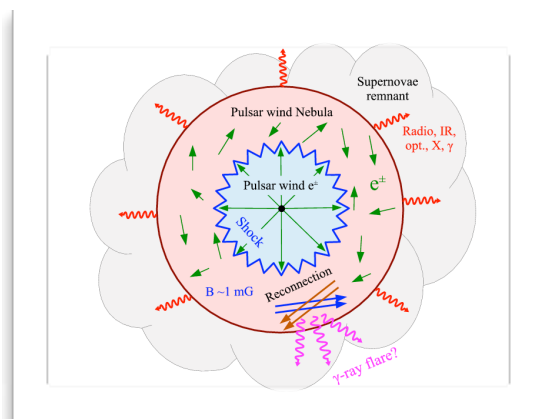 Supernovae
remnant
Pulsar wind Nebula
Radio, IR,
opt., X, γ
Pulsar wind e±
e±
Shock
Reconnection
B ~1 mG
γ-ray flare?